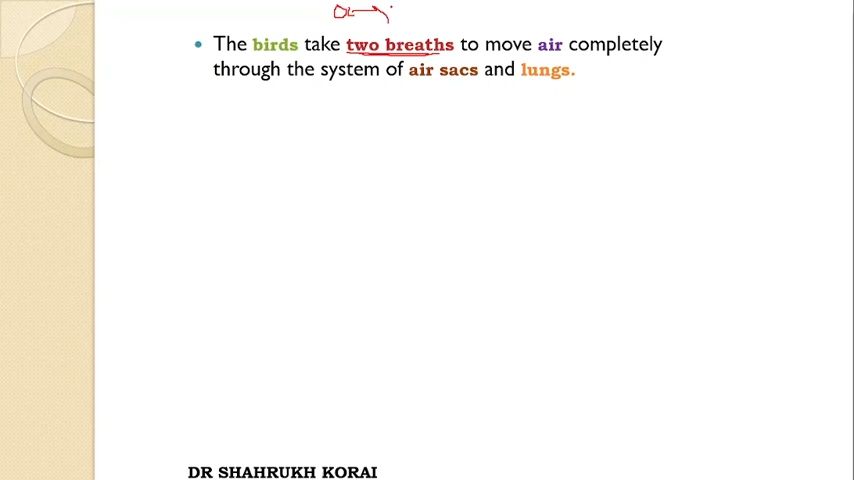 The birds take two breaths to move air completely
through the system of air sacs and lungs.
DR SHAHRUKH KORAI